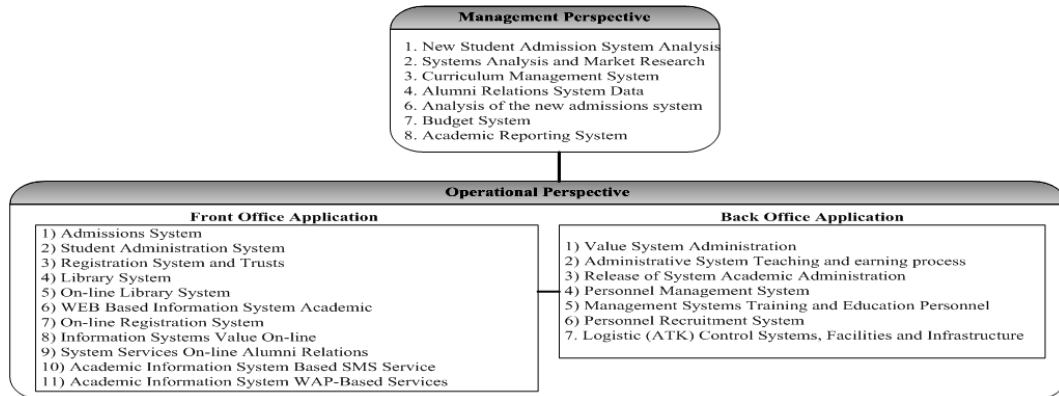 Management Perspective
1. New Student Admission System Analysis
2. Systems Analysis and Market Research
3. Curriculum Management System
4. Alumni Relations System Data
6. Analysis of the new admissions system
7. Budget System
8. Academic Reporting System
Operational Perspective
Front Office Application
1) Admissions System
2) Student Administration System
3) Registration System and Trusts
4) Library System
5) On-line Library System
6) WEB Based Information System Academic
7) On-line Registration System
8) Information Systems Value On-line
9) System Services On-line Alumni Relations
10) Academic Information System Based SMS Service
11) Academic Information System WAP-Based Services
Back Office Application
1) Value System Administration
2) Administrative System Teaching and earning process
3) Release of System Academic Administration
4) Personnel Management System
5) Management Systems Training and Education Personnel
6) Personnel Recruitment System
7. Logistic (ATK) Control Systems, Facilities and Infrastructure